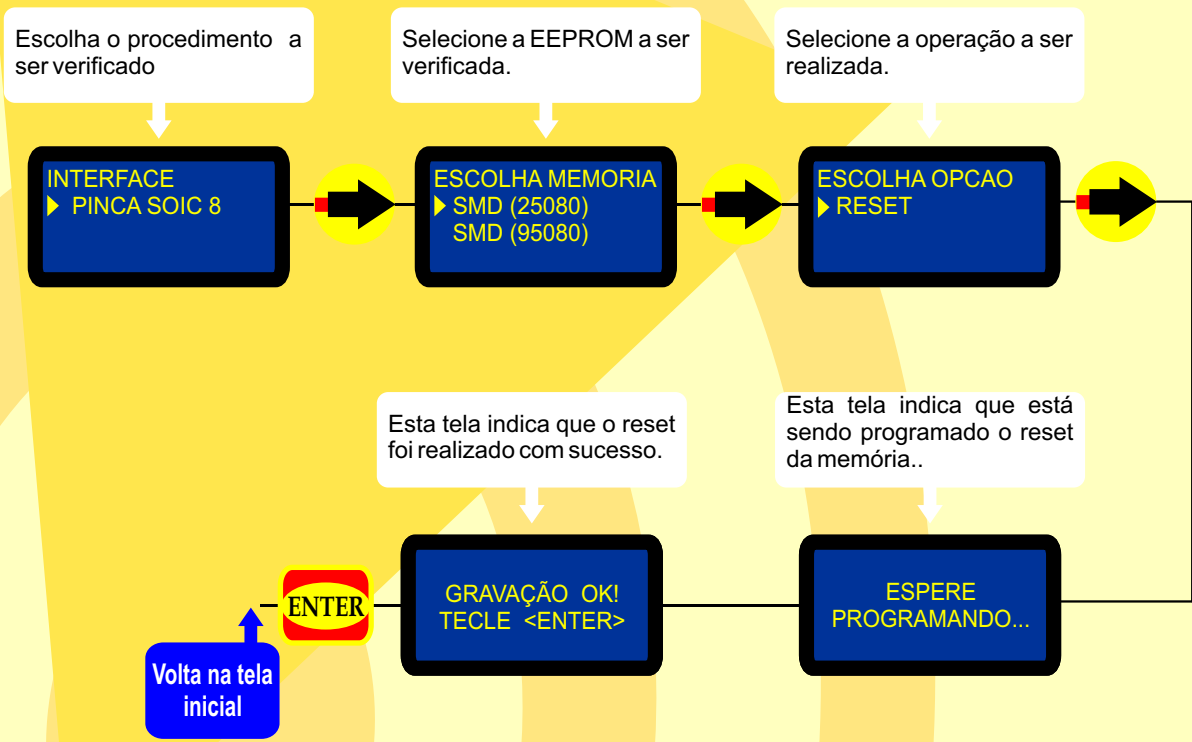 Escolha o procedimento a
ser verificado
Selecione a EEPROM a ser
verificada.
Selecione a operação a ser
realizada.
INTERFACE
PINCA SOIC 8
ESCOLHA MEMORIA
SMD (25080)
SMD (95080)
ESCOLHA OPCAO
RESET
Esta tela indica que está
sendo programado o reset
da memória..
Esta tela indica que o reset
foi realizado com sucesso.
ESPERE
PROGRAMANDO...
GRAVAÇÃO OK!
TECLE <ENTER>
ENTER
Volta na tela
inicial